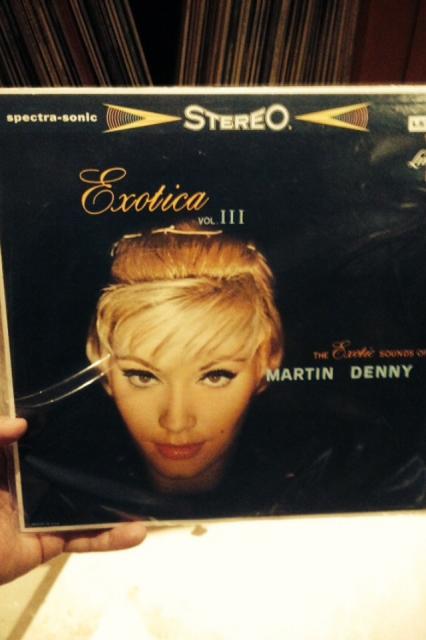 spectra-sonic STEREO
Exotica
VOL. III
THE Exotic SOUNDS OF
MARTIN DENNY